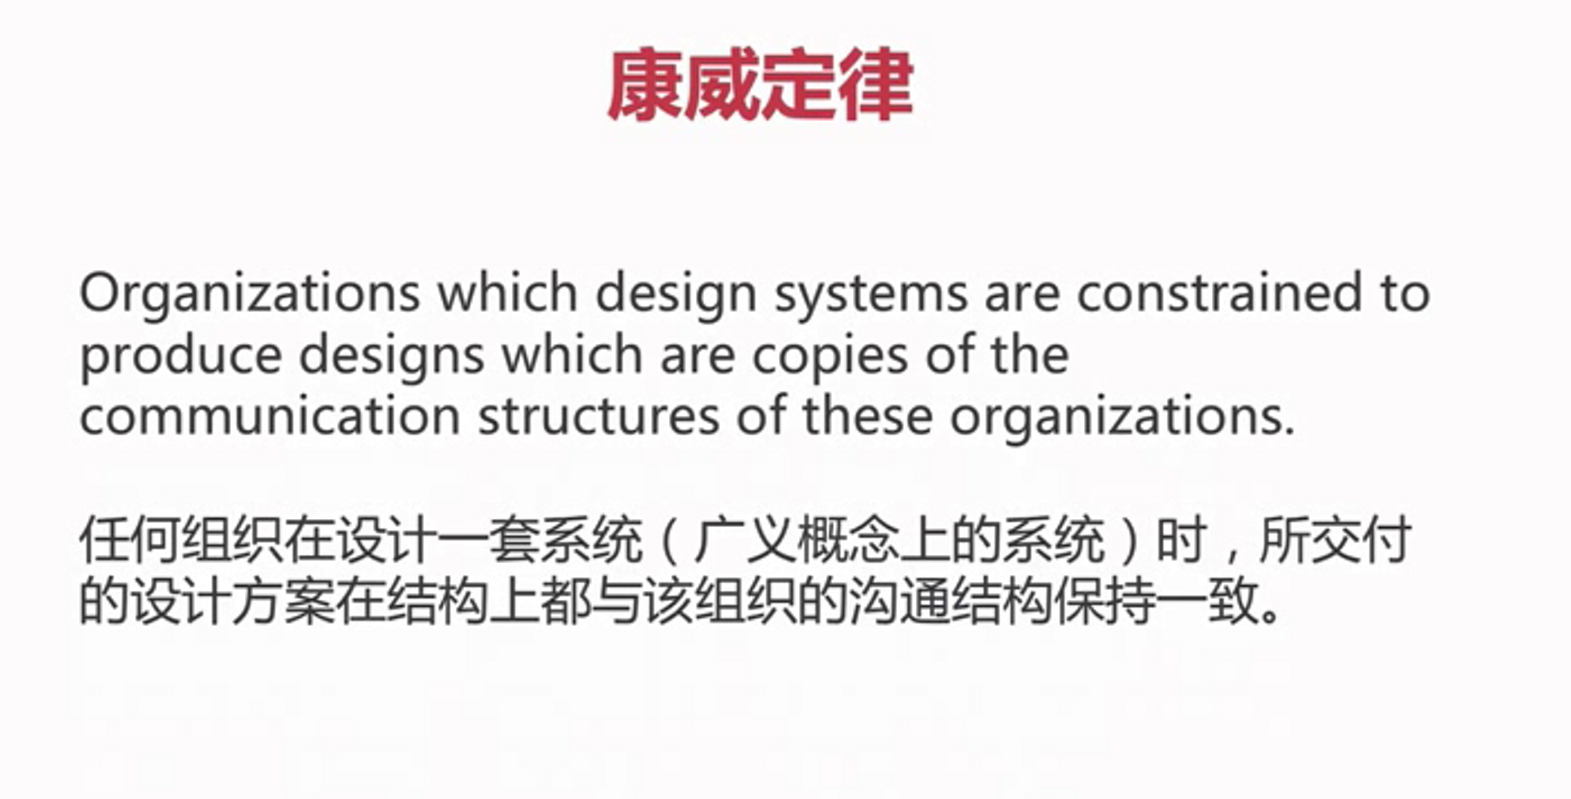 康威定律
Organizations which design systems are constrained to
produce designs which are copies of the
communication structures of these organizations.
任何组织在设计一套系统（广义概念上的系统）时，所交付
的设计方案在结构上都与该组织的沟通结构保持一致。